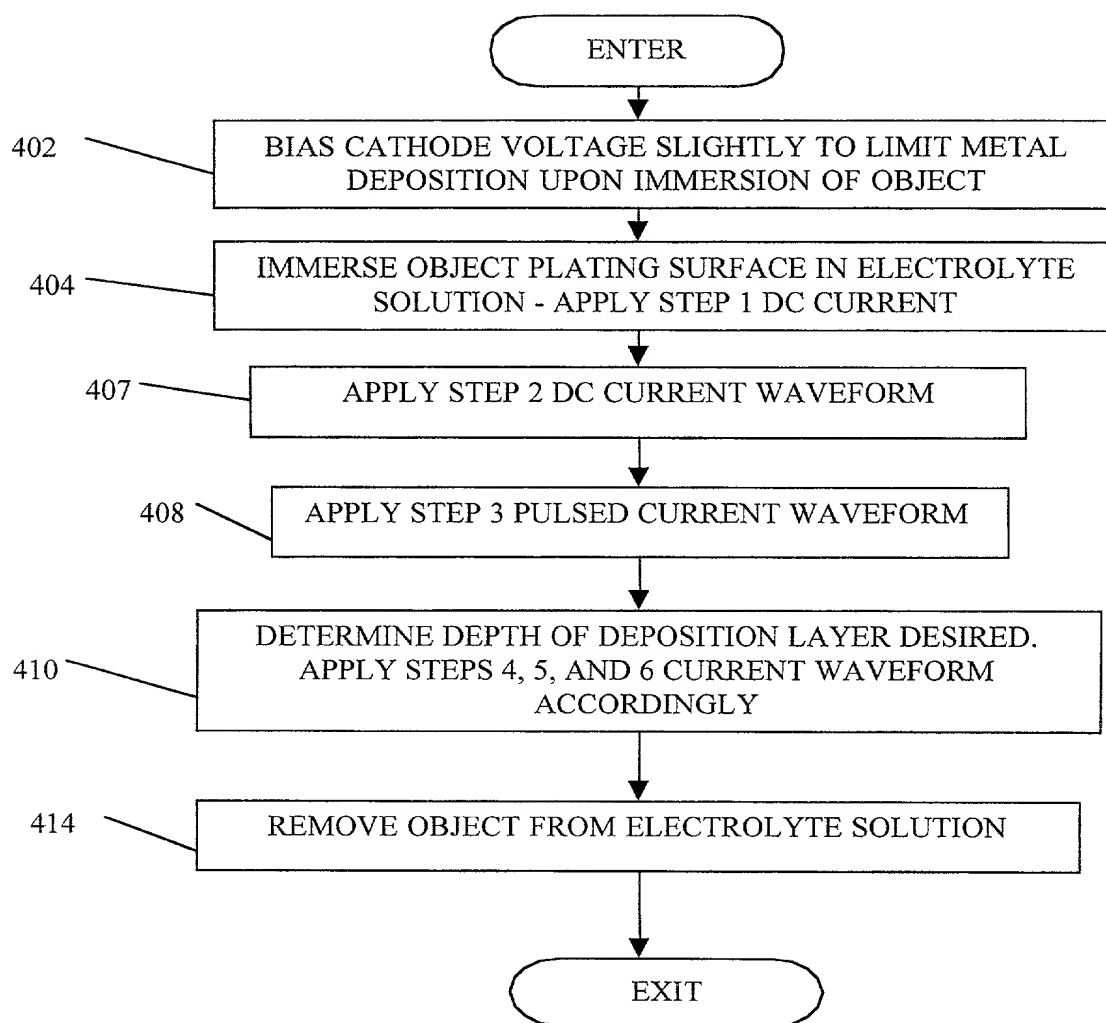 ENTER
402
BIAS CATHODE VOLTAGE SLIGHTLY TO LIMIT METAL
DEPOSITION UPON IMMERSION OF OBJECT
404
IMMERSE OBJECT PLATING SURFACE IN ELECTROLYTE
SOLUTION - APPLY STEP 1 DC CURRENT
407
APPLY STEP 2 DC CURRENT WAVEFORM
408
APPLY STEP 3 PULSED CURRENT WAVEFORM
410
DETERMINE DEPTH OF DEPOSITION LAYER DESIRED.
APPLY STEPS 4, 5, AND 6 CURRENT WAVEFORM
ACCORDINGLY
414
REMOVE OBJECT FROM ELECTROLYTE SOLUTION
EXIT